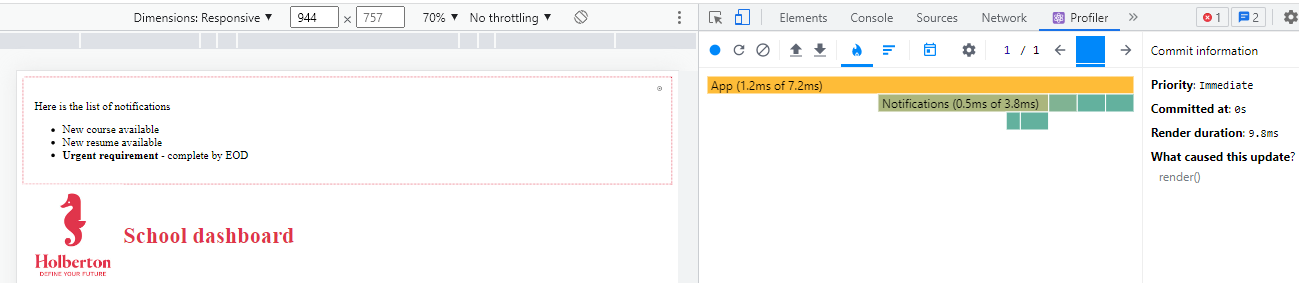 Dimensions: Responsive ▼ 944 × 757 70% ▼ No throttling ▼
Elements Console Sources Network Profiler » 1 2
1 / 1
Commit information
Priority: Immediate
Committed at: 0s
Render duration: 9.8ms
What caused this update?
render()
App (1.2ms of 7.2ms)
Notifications (0.5ms of 3.8ms)
Here is the list of notifications
• New course available
• New resume available
• Urgent requirement - complete by EOD
School dashboard
Holberton
DEFINE YOUR FUTURE